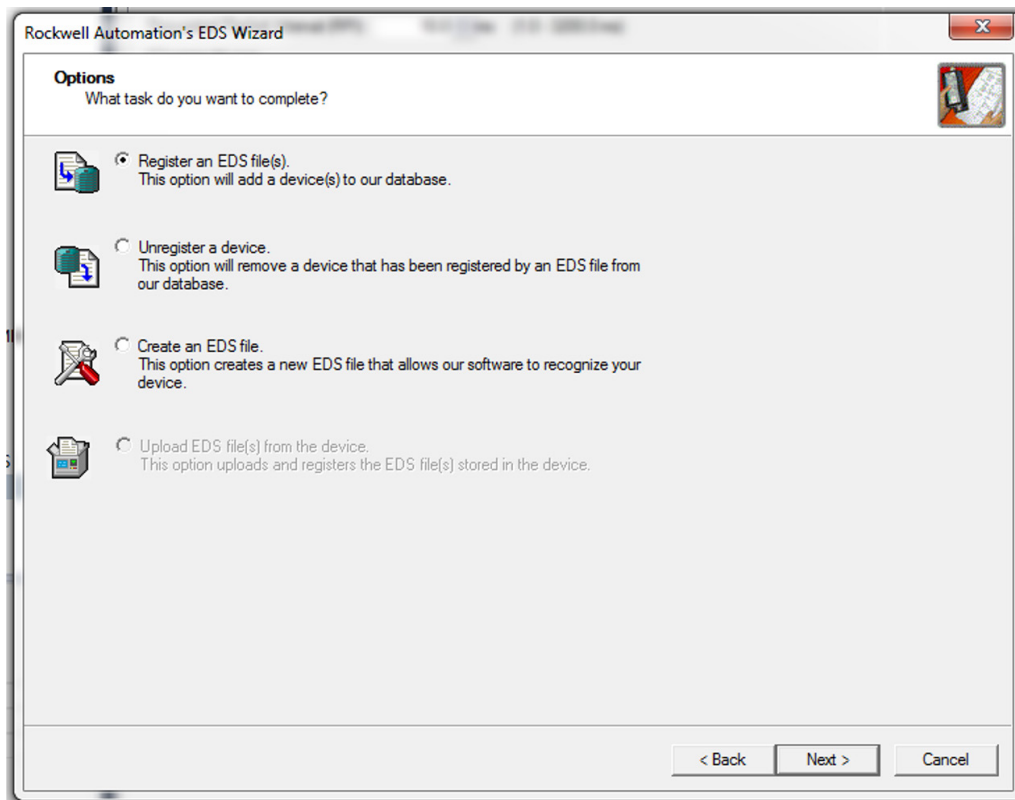 Rockwell Automation's EDS Wizard
Options
What task do you want to complete?
Register an EDS file(s).
This option will add a device(s) to our database.
Unregister a device.
This option will remove a device that has been registered by an EDS file from
our database.
Create an EDS file.
This option creates a new EDS file that allows our software to recognize your
device.
Upload EDS file(s) from the device.
This option uploads and registers the EDS file(s) stored in the device.
< Back
Next >
Cancel